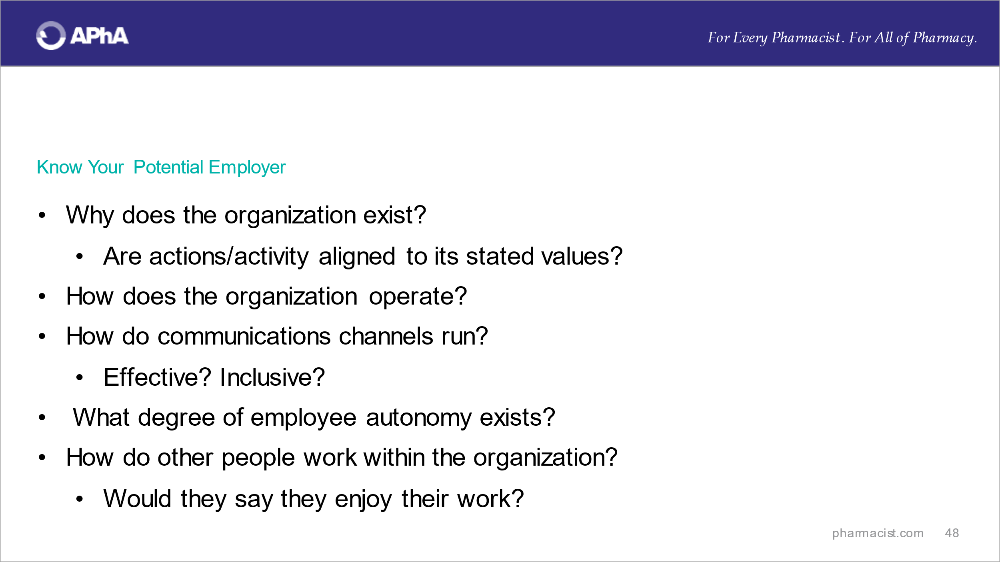 APhA
For Every Pharmacist. For All of Pharmacy.
Know Your Potential Employer
• Why does the organization exist?
• Are actions/activity aligned to its stated values?
• How does the organization operate?
• How do communications channels run?
• Effective? Inclusive?
• What degree of employee autonomy exists?
• How do other people work within the organization?
• Would they say they enjoy their work?
pharmacist.com 48